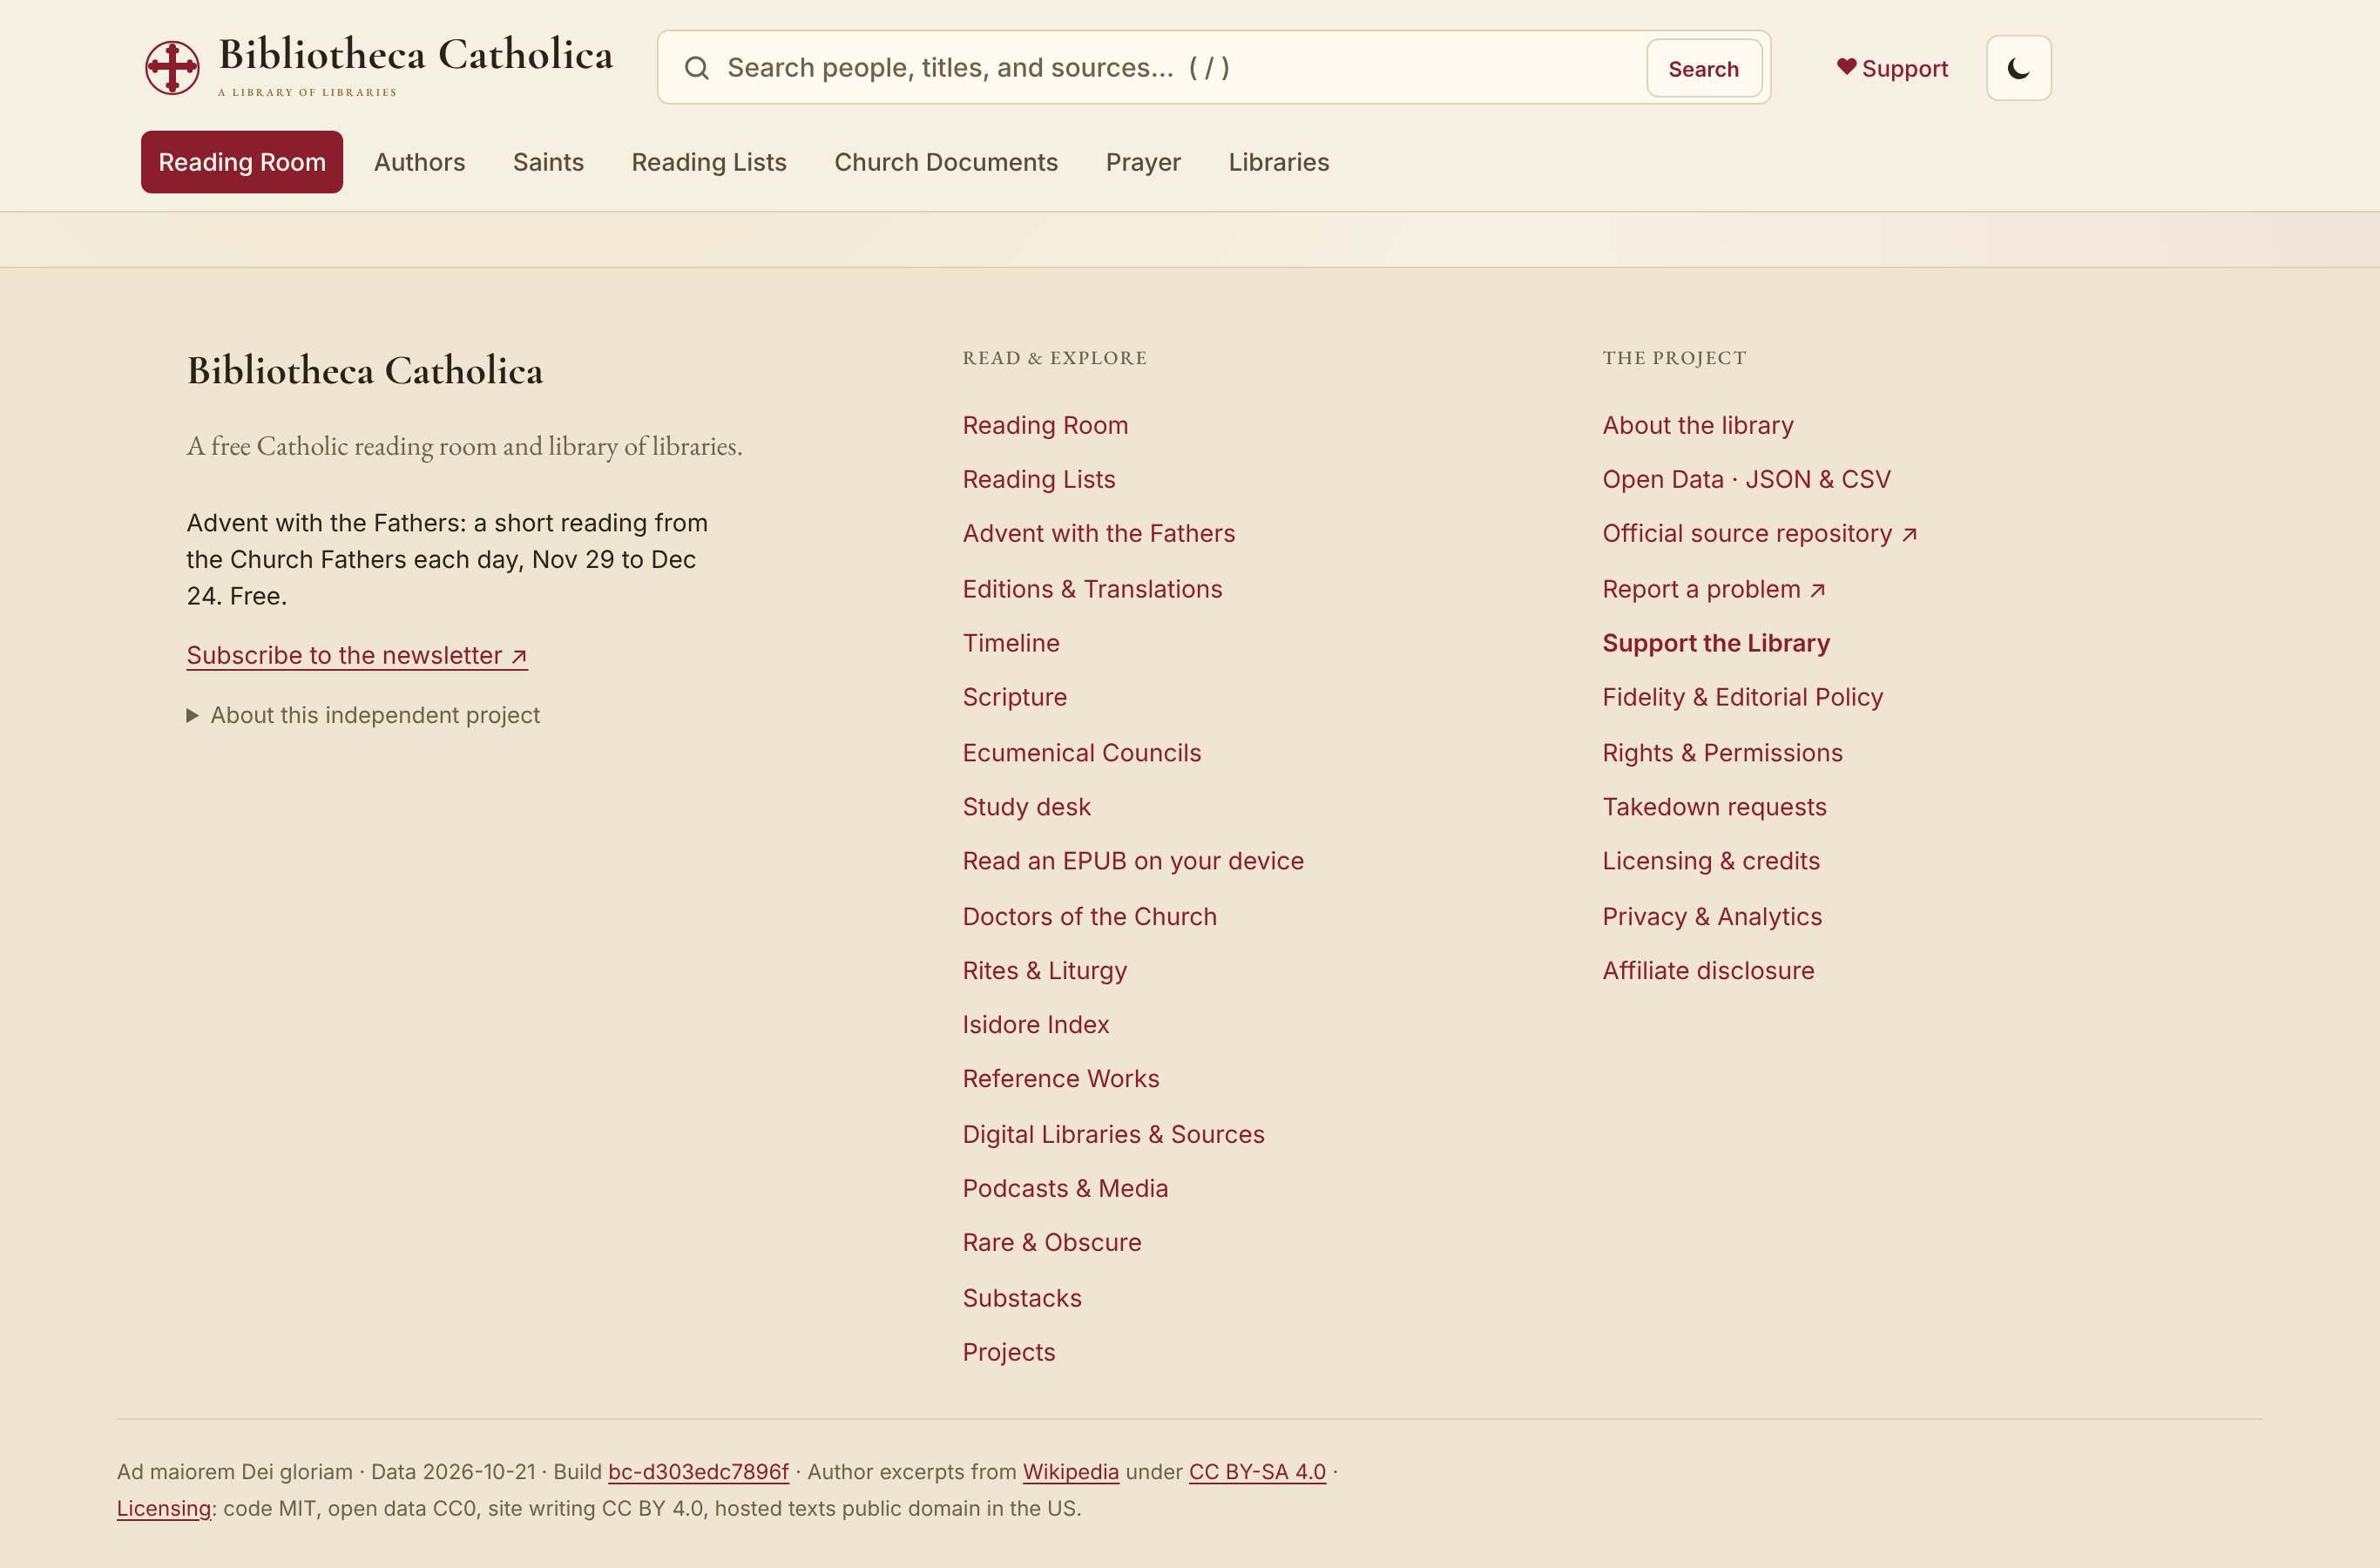 Bibliotheca Catholica
A LIBRARY OF LIBRARIES
Search people, titles, and sources... ( / )
Search
Support
Reading Room
Authors
Saints
Reading Lists
Church Documents
Prayer
Libraries
Bibliotheca Catholica
A free Catholic reading room and library of libraries.
Advent with the Fathers: a short reading from
the Church Fathers each day, Nov 29 to Dec
24. Free.
Subscribe to the newsletter ↗
▶ About this independent project
READ & EXPLORE
Reading Room
Reading Lists
Advent with the Fathers
Editions & Translations
Timeline
Scripture
Ecumenical Councils
Study desk
Read an EPUB on your device
Doctors of the Church
Rites & Liturgy
Isidore Index
Reference Works
Digital Libraries & Sources
Podcasts & Media
Rare & Obscure
Substacks
Projects
THE PROJECT
About the library
Open Data · JSON & CSV
Official source repository ↗
Report a problem ↗
Support the Library
Fidelity & Editorial Policy
Rights & Permissions
Takedown requests
Licensing & credits
Privacy & Analytics
Affiliate disclosure
Ad maiorem Dei gloriam · Data 2026-10-21 · Build bc-d303edc7896f · Author excerpts from Wikipedia under CC BY-SA 4.0 ·
Licensing: code MIT, open data CC0, site writing CC BY 4.0, hosted texts public domain in the US.